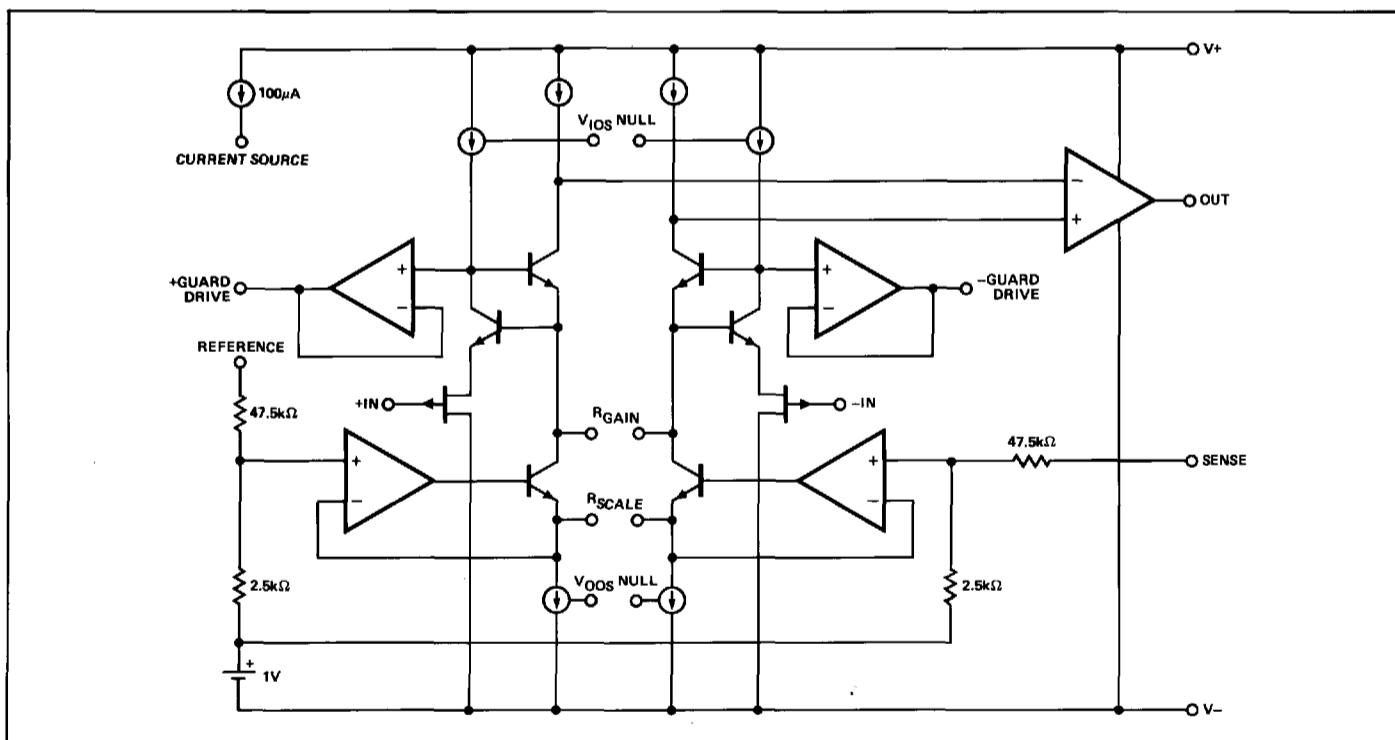 V+
100μA
CURRENT SOURCE
V_IOS NULL
−
+
OUT
+
−
+GUARD
DRIVE
+
−
−GUARD
DRIVE
REFERENCE
47.5kΩ
+IN
−IN
R_GAIN
47.5kΩ
+
−
+
−
SENSE
R_SCALE
2.5kΩ
V_OOS NULL
2.5kΩ
+
1V
V−